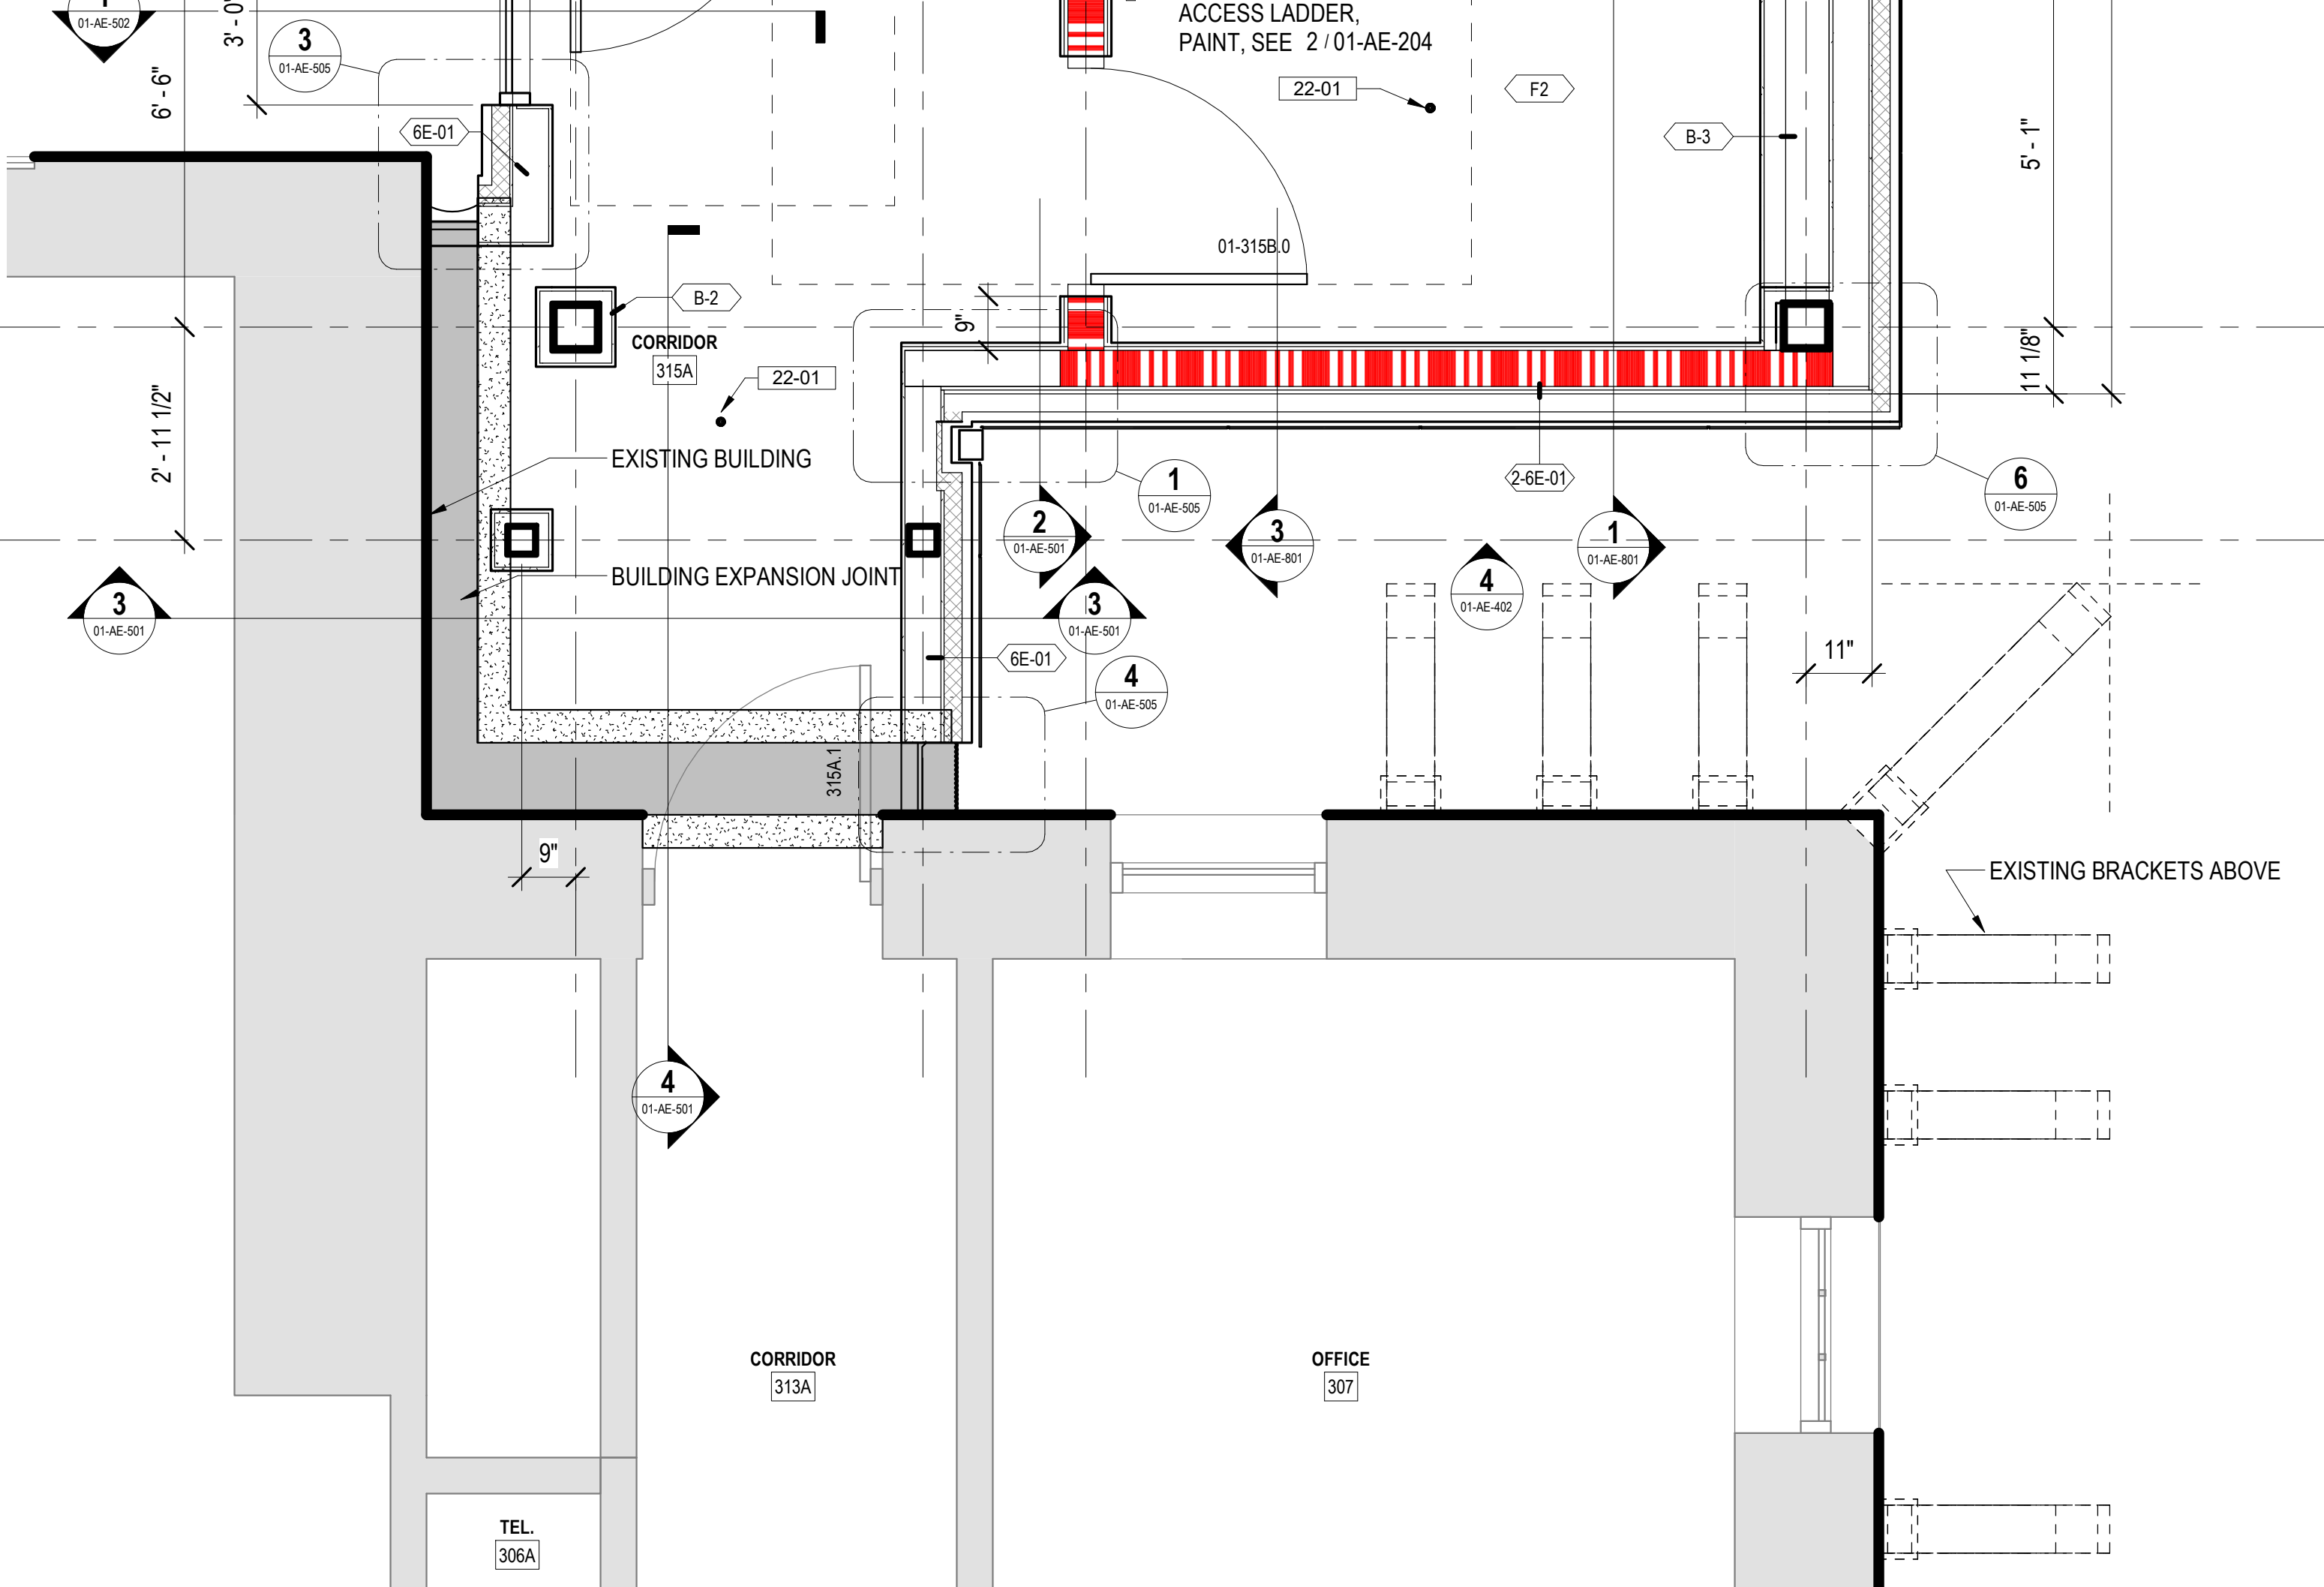 1
01-AE-502
3' - 0"
3
01-AE-505
ACCESS LADDER,
PAINT, SEE 2 / 01-AE-204
6' - 6"
22-01
F2
6E-01
B-3
5' - 1"
01-315B.0
B-2
9"
CORRIDOR
315A
11 1/8"
22-01
2' - 11 1/2"
EXISTING BUILDING
1
01-AE-505
2-6E-01
6
01-AE-505
2
01-AE-501
3
01-AE-801
1
01-AE-801
BUILDING EXPANSION JOINT
4
01-AE-402
3
01-AE-501
3
01-AE-501
6E-01
11"
4
01-AE-505
315A.1
9"
EXISTING BRACKETS ABOVE
4
01-AE-501
CORRIDOR
313A
OFFICE
307
TEL.
306A